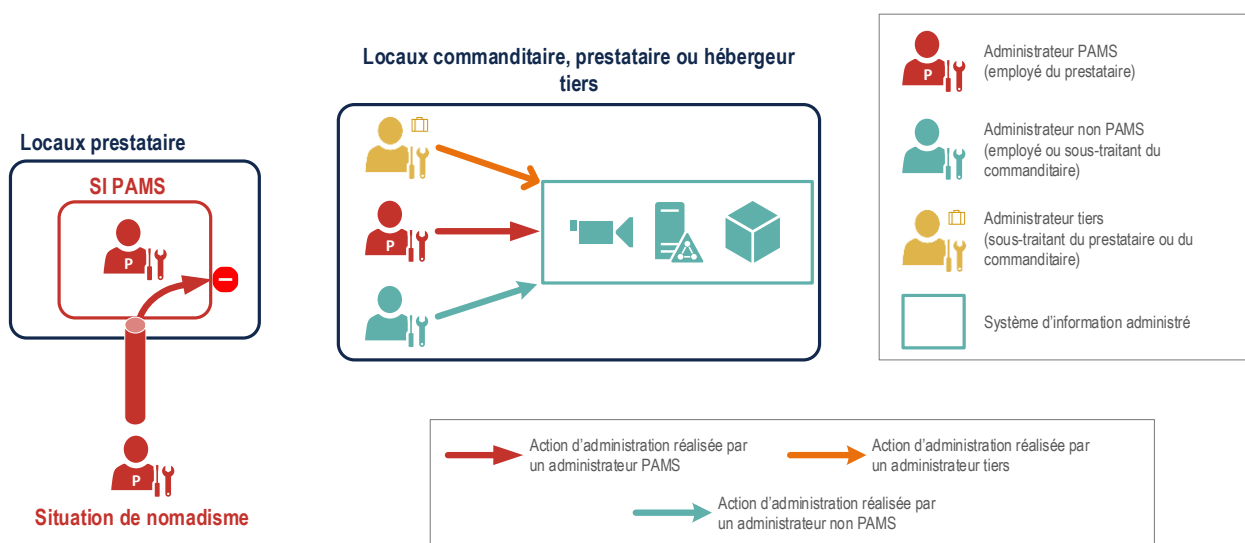 Locaux prestataire
SI PAMS
P
P
Situation de nomadisme
Locaux commanditaire, prestataire ou hébergeur
tiers
P
P
Administrateur PAMS
(employé du prestataire)
Administrateur non PAMS
(employé ou sous-traitant du
commanditaire)
Administrateur tiers
(sous-traitant du prestataire ou du
commanditaire)
Système d'information administré
Action d'administration réalisée par
un administrateur PAMS
Action d'administration réalisée par
un administrateur tiers
Action d'administration réalisée par
un administrateur non PAMS